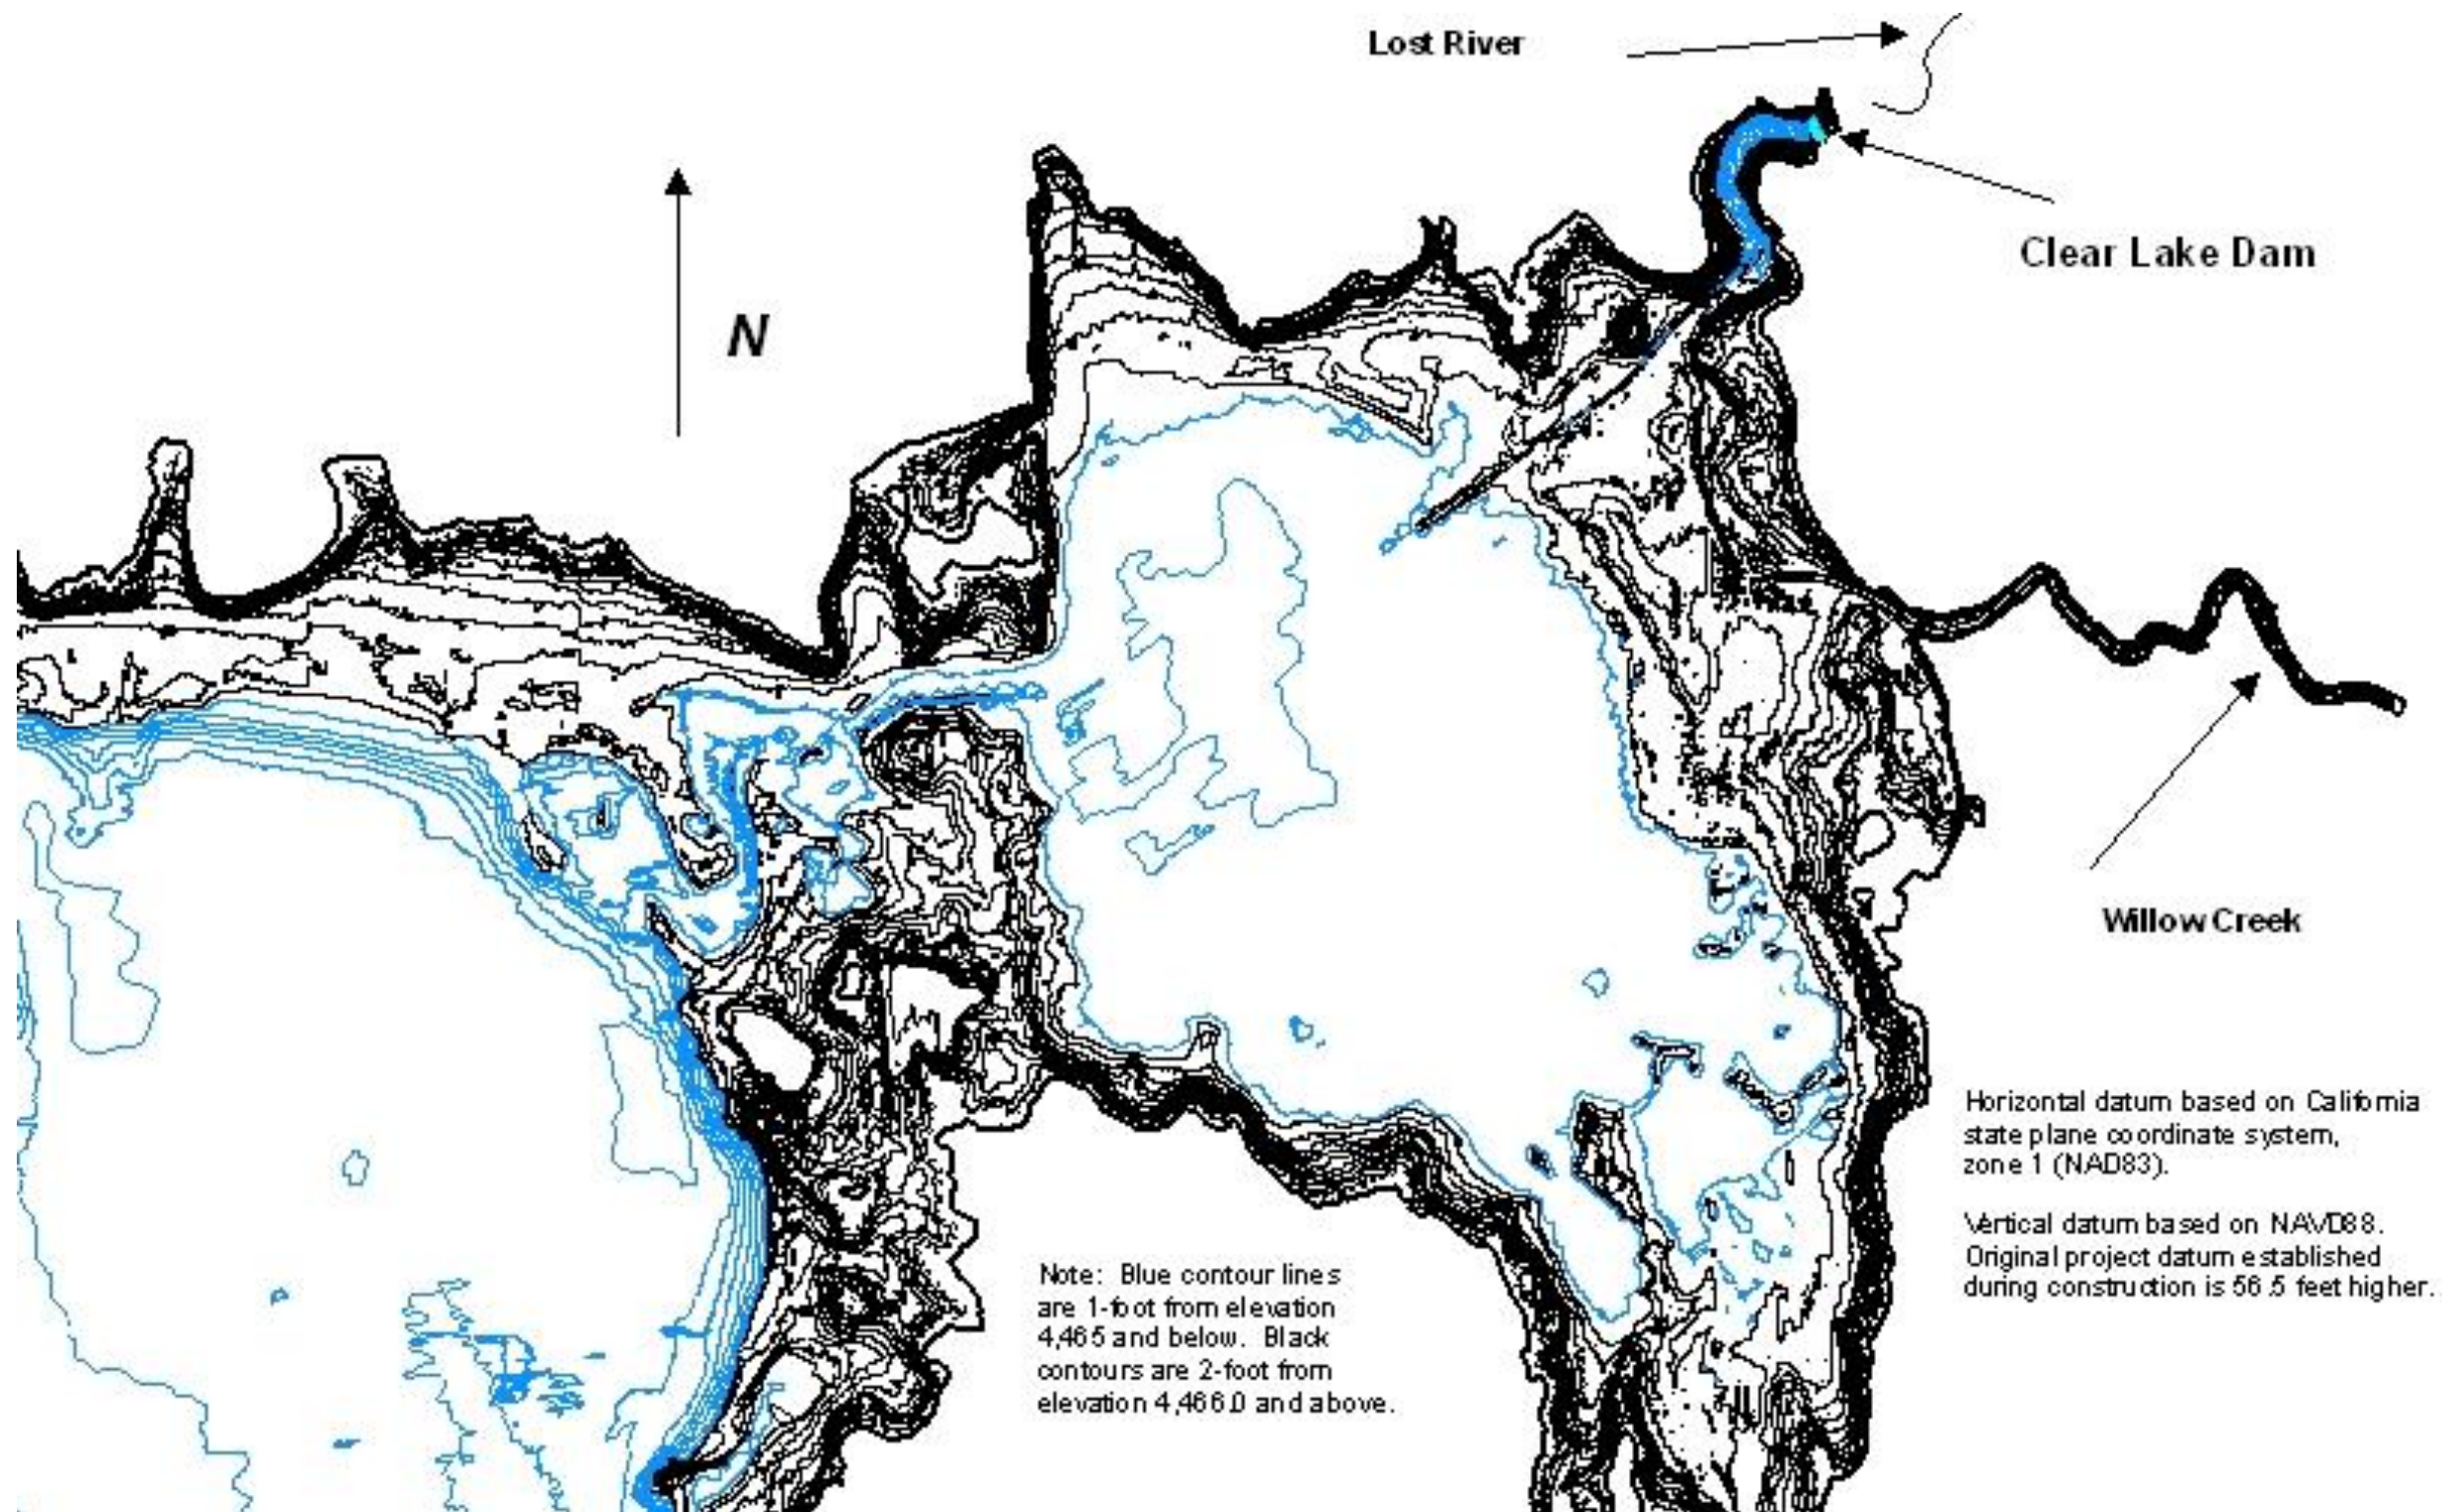 Lost River
Clear Lake Dam
N
Willow Creek
Horizontal datum based on California
state plane coordinate system,
zone 1 (NAD83).
Vertical datum based on NAVD88.
Original project datum established
during construction is 56.5 feet higher.
Note: Blue contour lines
are 1-foot from elevation
4,465 and below. Black
contours are 2-foot from
elevation 4,466.0 and above.